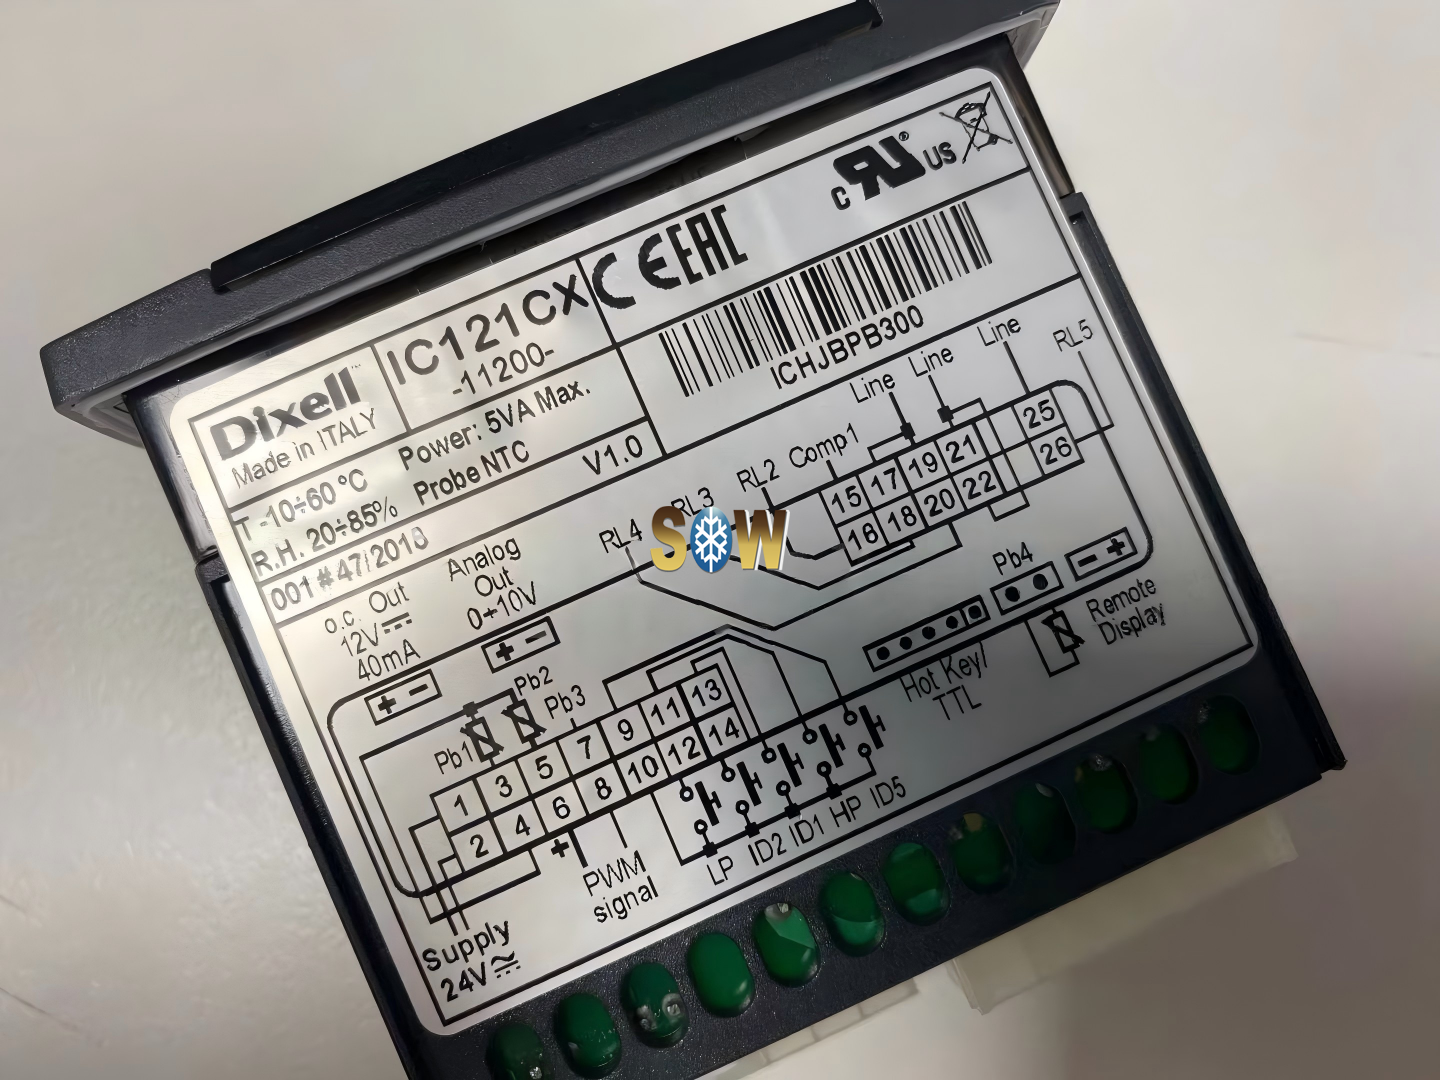 Dixell™
Made in ITALY
IC121CX
-11200-
CE EAC
c RU® US
T -10÷60 °C
Power: 5VA Max.
R.H. 20÷85%
Probe NTC
001 # 47/2018
V1.0
ICHJBPB300
o.c. Out
12V
40mA
Analog
Out
0÷10V
RL4
RL3
RL2
Comp1
Line
Line
Line
RL5
SOW
15 17 19 21 25
16 18 20 22 26
+ -
+ -
Pb4
- +
Remote
Display
Hot Key/
TTL
Pb1
Pb2
Pb3
1 3 5 7 9 11 13
2 4 6 8 10 12 14
+
PWM
signal
LP ID2 ID1 HP ID5
Supply
24V